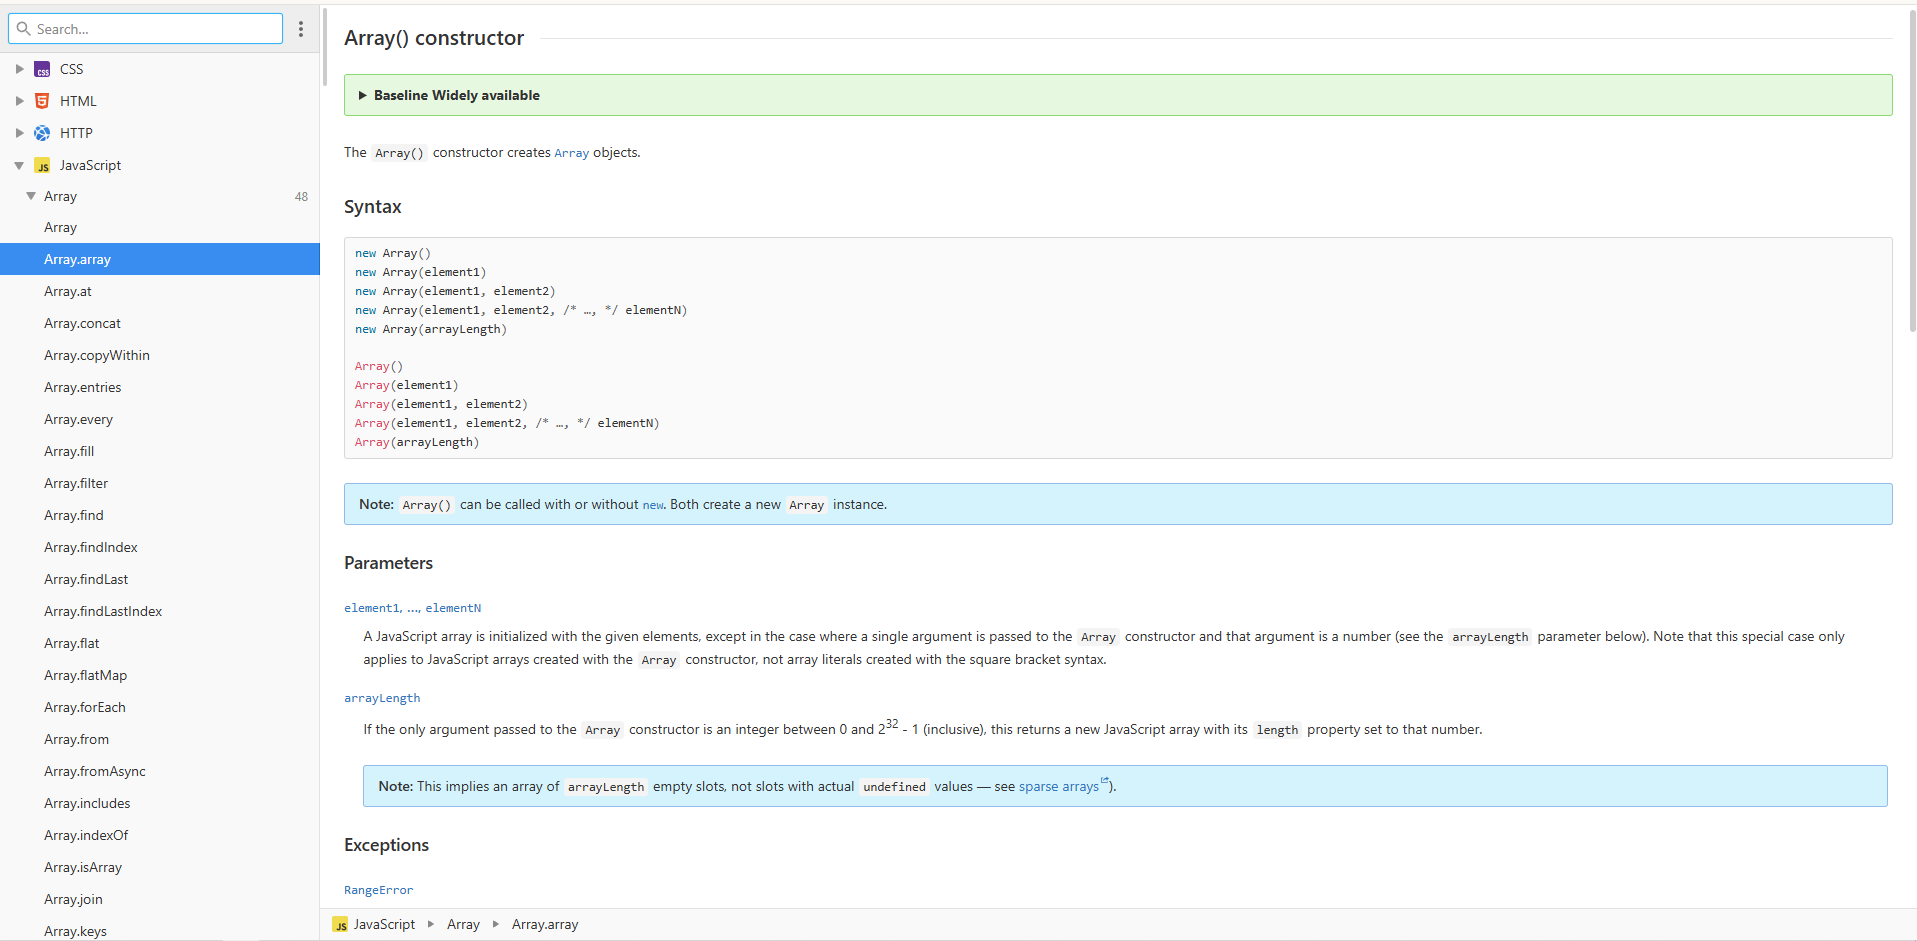 Search...
CSS
HTML
HTTP
JavaScript
Array 48
Array
Array.array
Array.at
Array.concat
Array.copyWithin
Array.entries
Array.every
Array.fill
Array.filter
Array.find
Array.findIndex
Array.findLast
Array.findLastIndex
Array.flat
Array.flatMap
Array.forEach
Array.from
Array.fromAsync
Array.includes
Array.indexOf
Array.isArray
Array.join
Array.keys
Array() constructor
Baseline Widely available
The Array() constructor creates Array objects.
Syntax
new Array()
new Array(element1)
new Array(element1, element2)
new Array(element1, element2, /* …, */ elementN)
new Array(arrayLength)
Array()
Array(element1)
Array(element1, element2)
Array(element1, element2, /* …, */ elementN)
Array(arrayLength)
Note: Array() can be called with or without new. Both create a new Array instance.
Parameters
element1, …, elementN
A JavaScript array is initialized with the given elements, except in the case where a single argument is passed to the Array constructor and that argument is a number (see the arrayLength parameter below). Note that this special case only
applies to JavaScript arrays created with the Array constructor, not array literals created with the square bracket syntax.
arrayLength
If the only argument passed to the Array constructor is an integer between 0 and 2³² - 1 (inclusive), this returns a new JavaScript array with its length property set to that number.
Note: This implies an array of arrayLength empty slots, not slots with actual undefined values — see sparse arrays).
Exceptions
RangeError
JS JavaScript Array Array.array